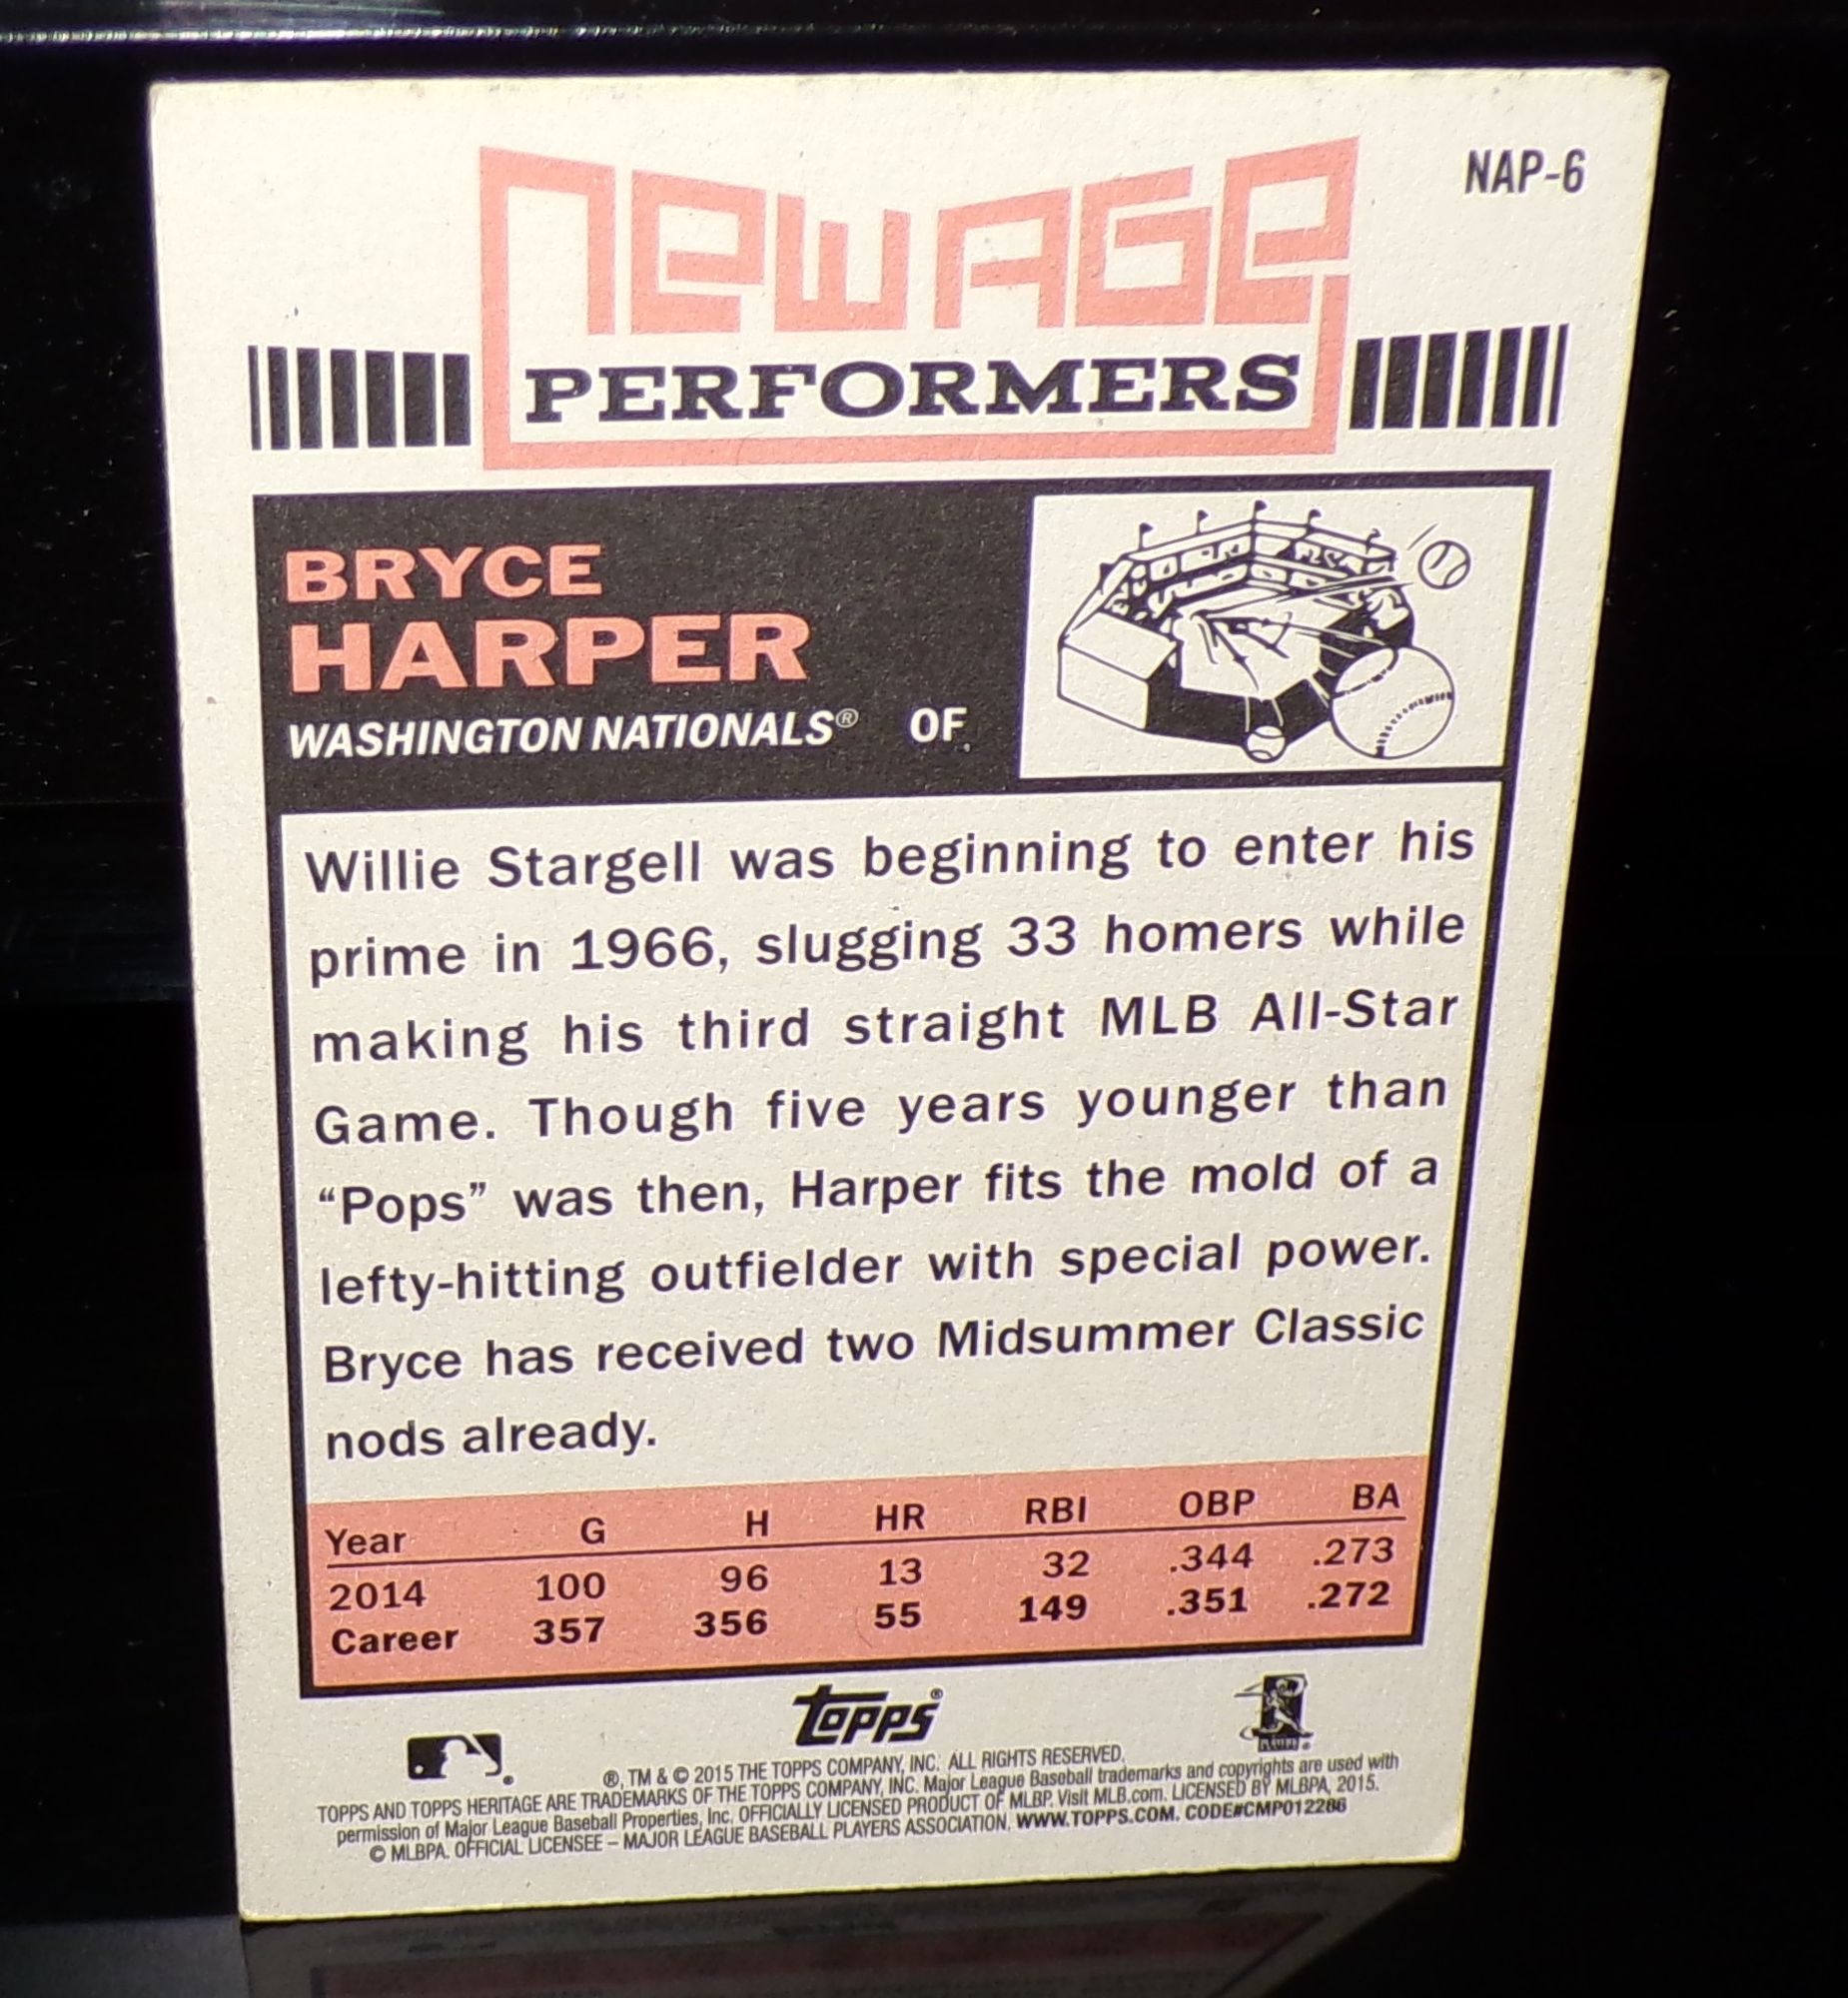 NAP-6
NEW AGE
PERFORMERS
BRYCE
HARPER
WASHINGTON NATIONALS® OF
Willie Stargell was beginning to enter his
prime in 1966, slugging 33 homers while
making his third straight MLB All-Star
Game. Though five years younger than
“Pops” was then, Harper fits the mold of a
lefty-hitting outfielder with special power.
Bryce has received two Midsummer Classic
nods already.
Year G H HR RBI OBP BA
2014 100 96 13 32 .344 .273
Career 357 356 55 149 .351 .272
Topps®
®, TM & © 2015 THE TOPPS COMPANY, INC. ALL RIGHTS RESERVED.
TOPPS AND TOPPS HERITAGE ARE TRADEMARKS OF THE TOPPS COMPANY, INC. Major League Baseball trademarks and copyrights are used with
permission of Major League Baseball Properties, Inc. OFFICIALLY LICENSED PRODUCT OF MLBP. Visit MLB.com. LICENSED BY MLBPA, 2015.
© MLBPA. OFFICIAL LICENSEE – MAJOR LEAGUE BASEBALL PLAYERS ASSOCIATION. WWW.TOPPS.COM. CODE#CMP012286